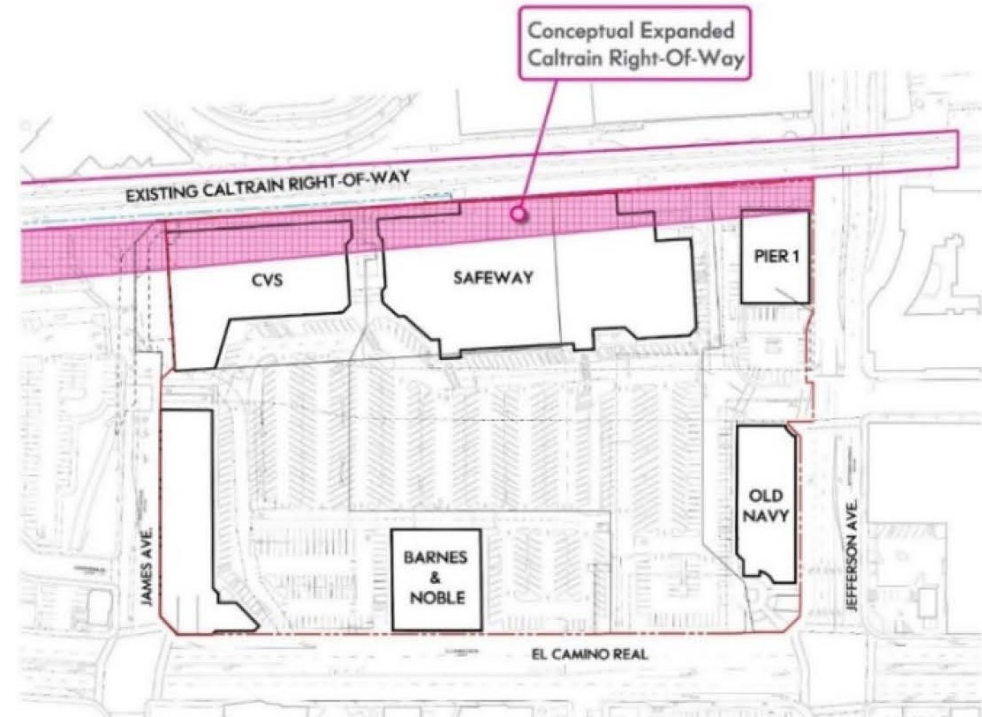 Conceptual Expanded
Caltrain Right-Of-Way
EXISTING CALTRAIN RIGHT-OF-WAY
CVS
SAFEWAY
PIER 1
OLD
NAVY
BARNES
&
NOBLE
JAMES AVE.
JEFFERSON AVE.
EL CAMINO REAL